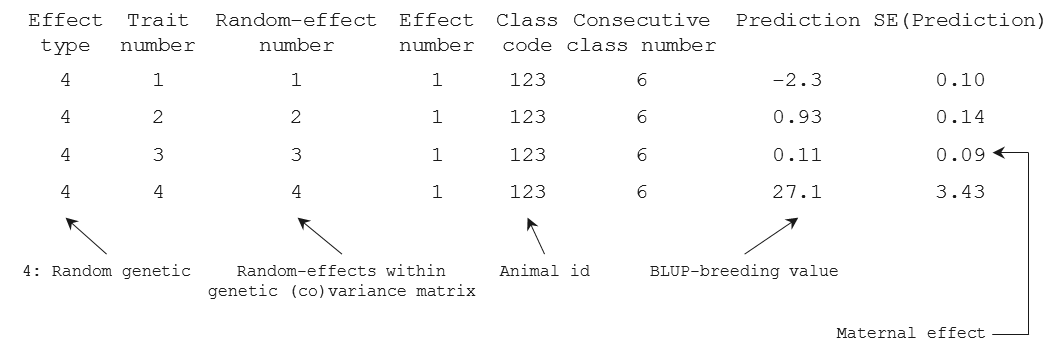 Effect Trait Random-effect Effect Class Consecutive Prediction SE(Prediction)
type number number number code class number
4 1 1 1 123 6 -2.3 0.10
4 2 2 1 123 6 0.93 0.14
4 3 3 1 123 6 0.11 0.09
4 4 4 1 123 6 27.1 3.43
4: Random genetic Random-effects within Animal id BLUP-breeding value
genetic (co)variance matrix
Maternal effect